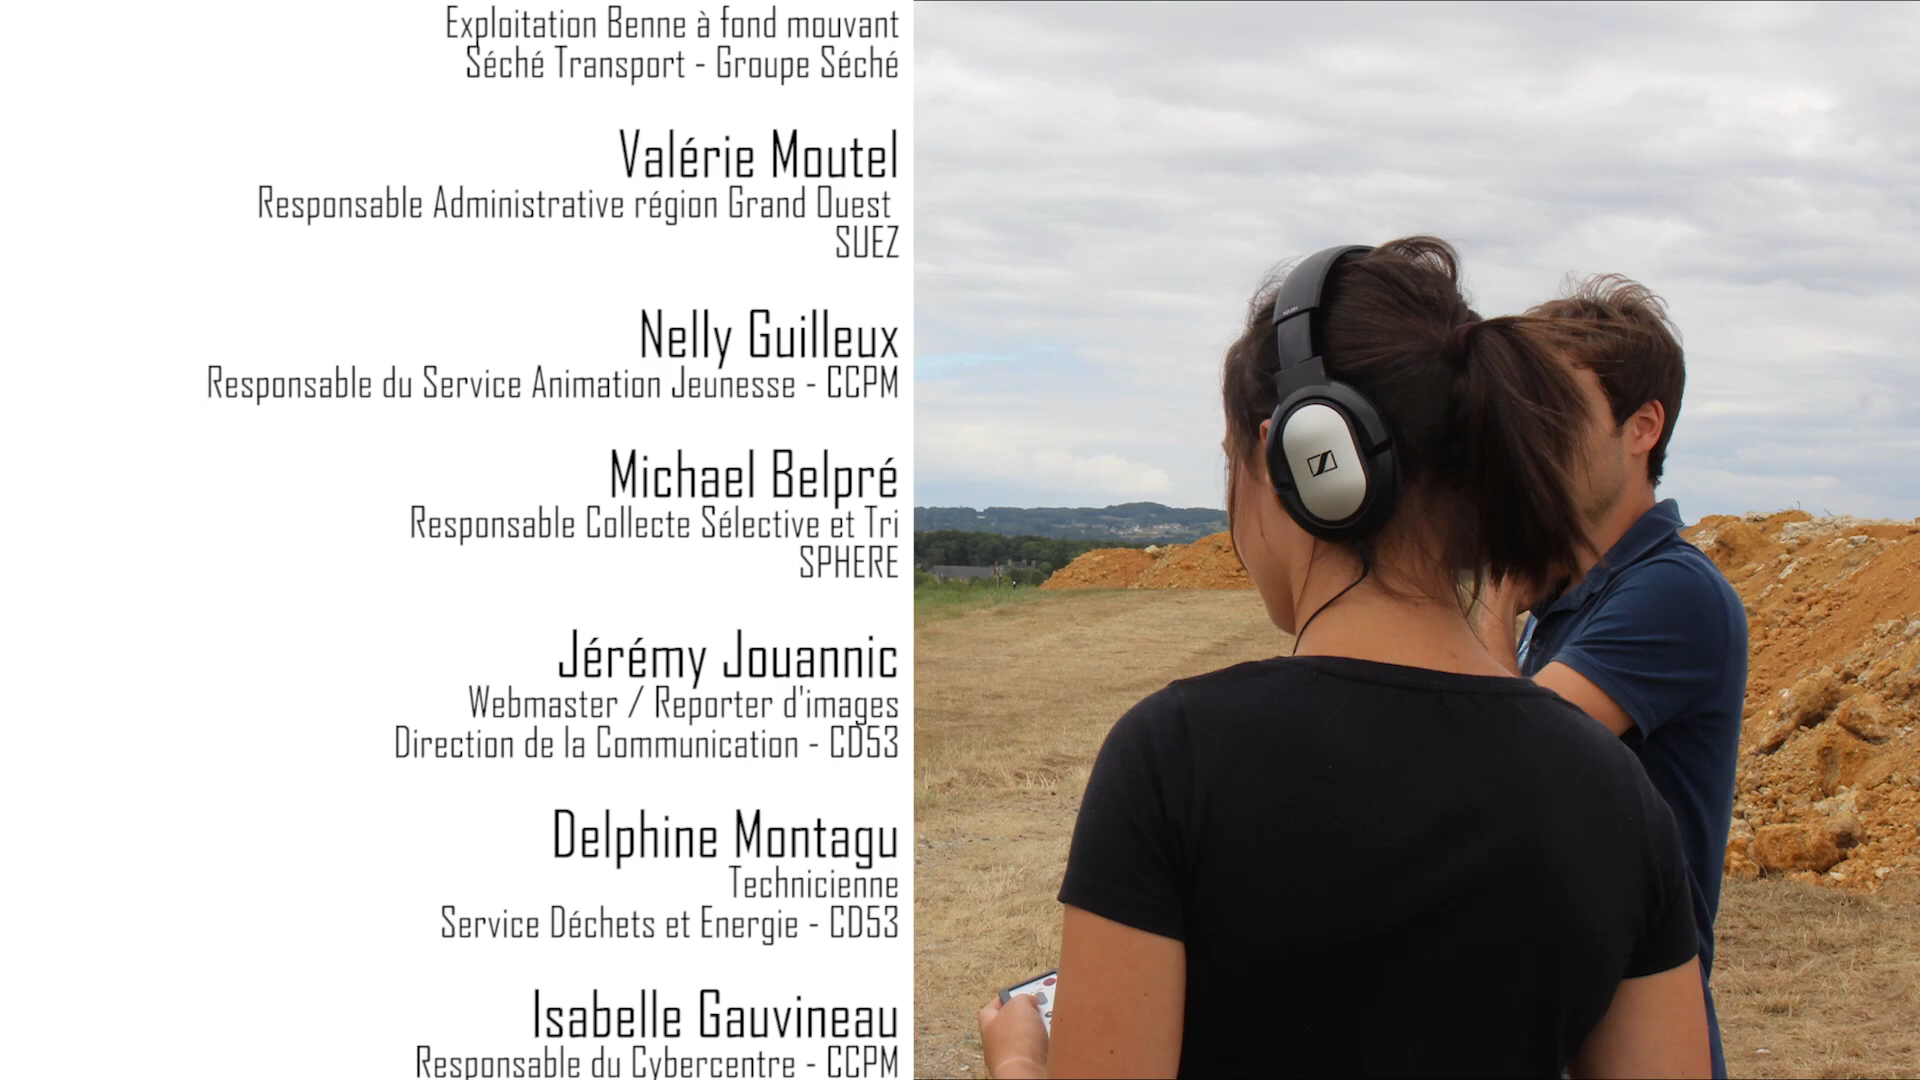 Exploitation Benne à fond mouvant
Séché Transport - Groupe Séché
Valérie Moutel
Responsable Administrative région Grand Ouest
SUEZ
Nelly Guilleux
Responsable du Service Animation Jeunesse - CCPM
Michael Belpré
Responsable Collecte Sélective et Tri
SPHERE
Jérémy Jouannic
Webmaster / Reporter d'images
Direction de la Communication - CD53
Delphine Montagu
Technicienne
Service Déchets et Energie - CD53
Isabelle Gauvineau
Responsable du Cybercentre - CCPM